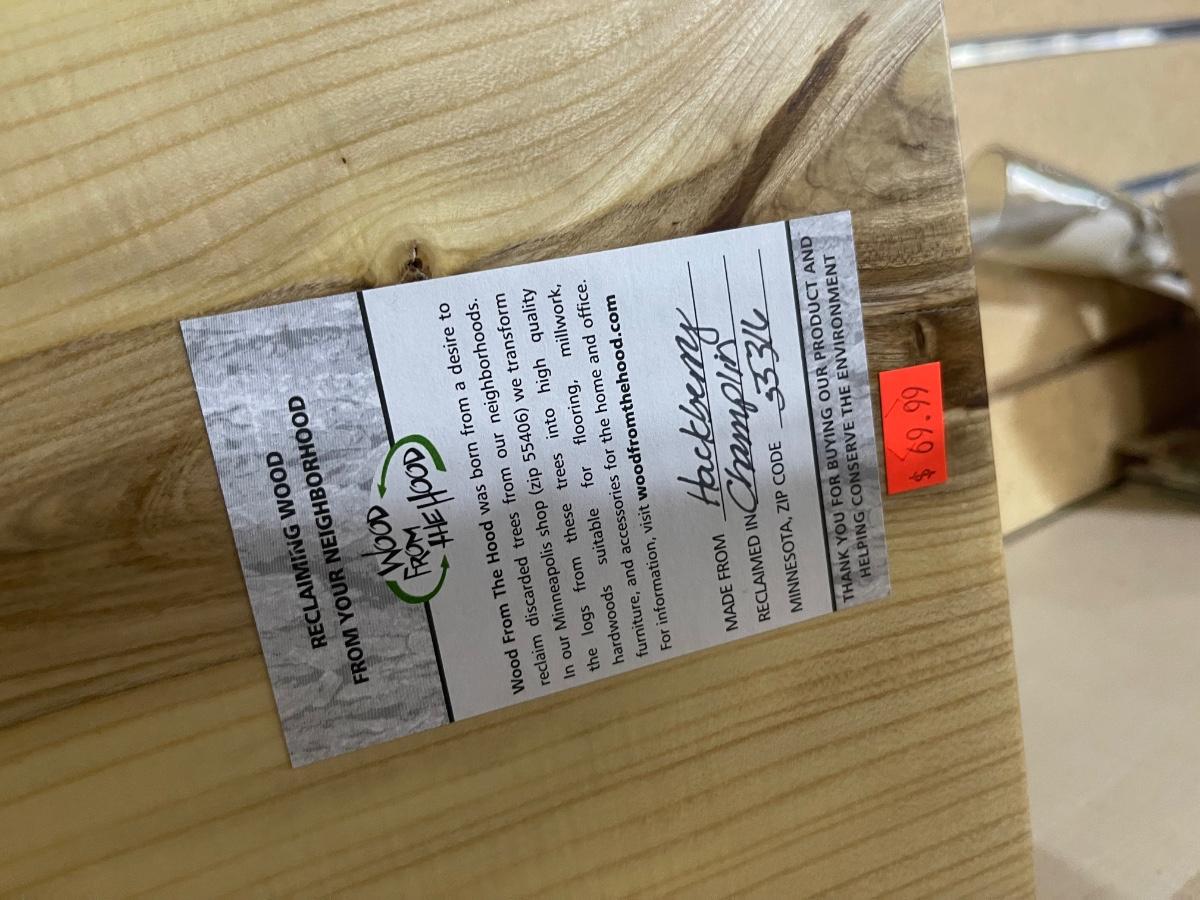 RECLAIMING WOOD
FROM YOUR NEIGHBORHOOD
WOOD
FROM
THE HOOD
Wood From The Hood was born from a desire to
reclaim discarded trees from our neighborhoods.
In our Minneapolis shop (zip 55406) we transform
the logs from these trees into high quality
hardwoods suitable for flooring, millwork,
furniture, and accessories for the home and office.
For information, visit woodfromthehood.com
MADE FROM Hackberry
RECLAIMED IN Champlin
MINNESOTA, ZIP CODE 55316
THANK YOU FOR BUYING OUR PRODUCT AND
HELPING CONSERVE THE ENVIRONMENT
$ 69.99